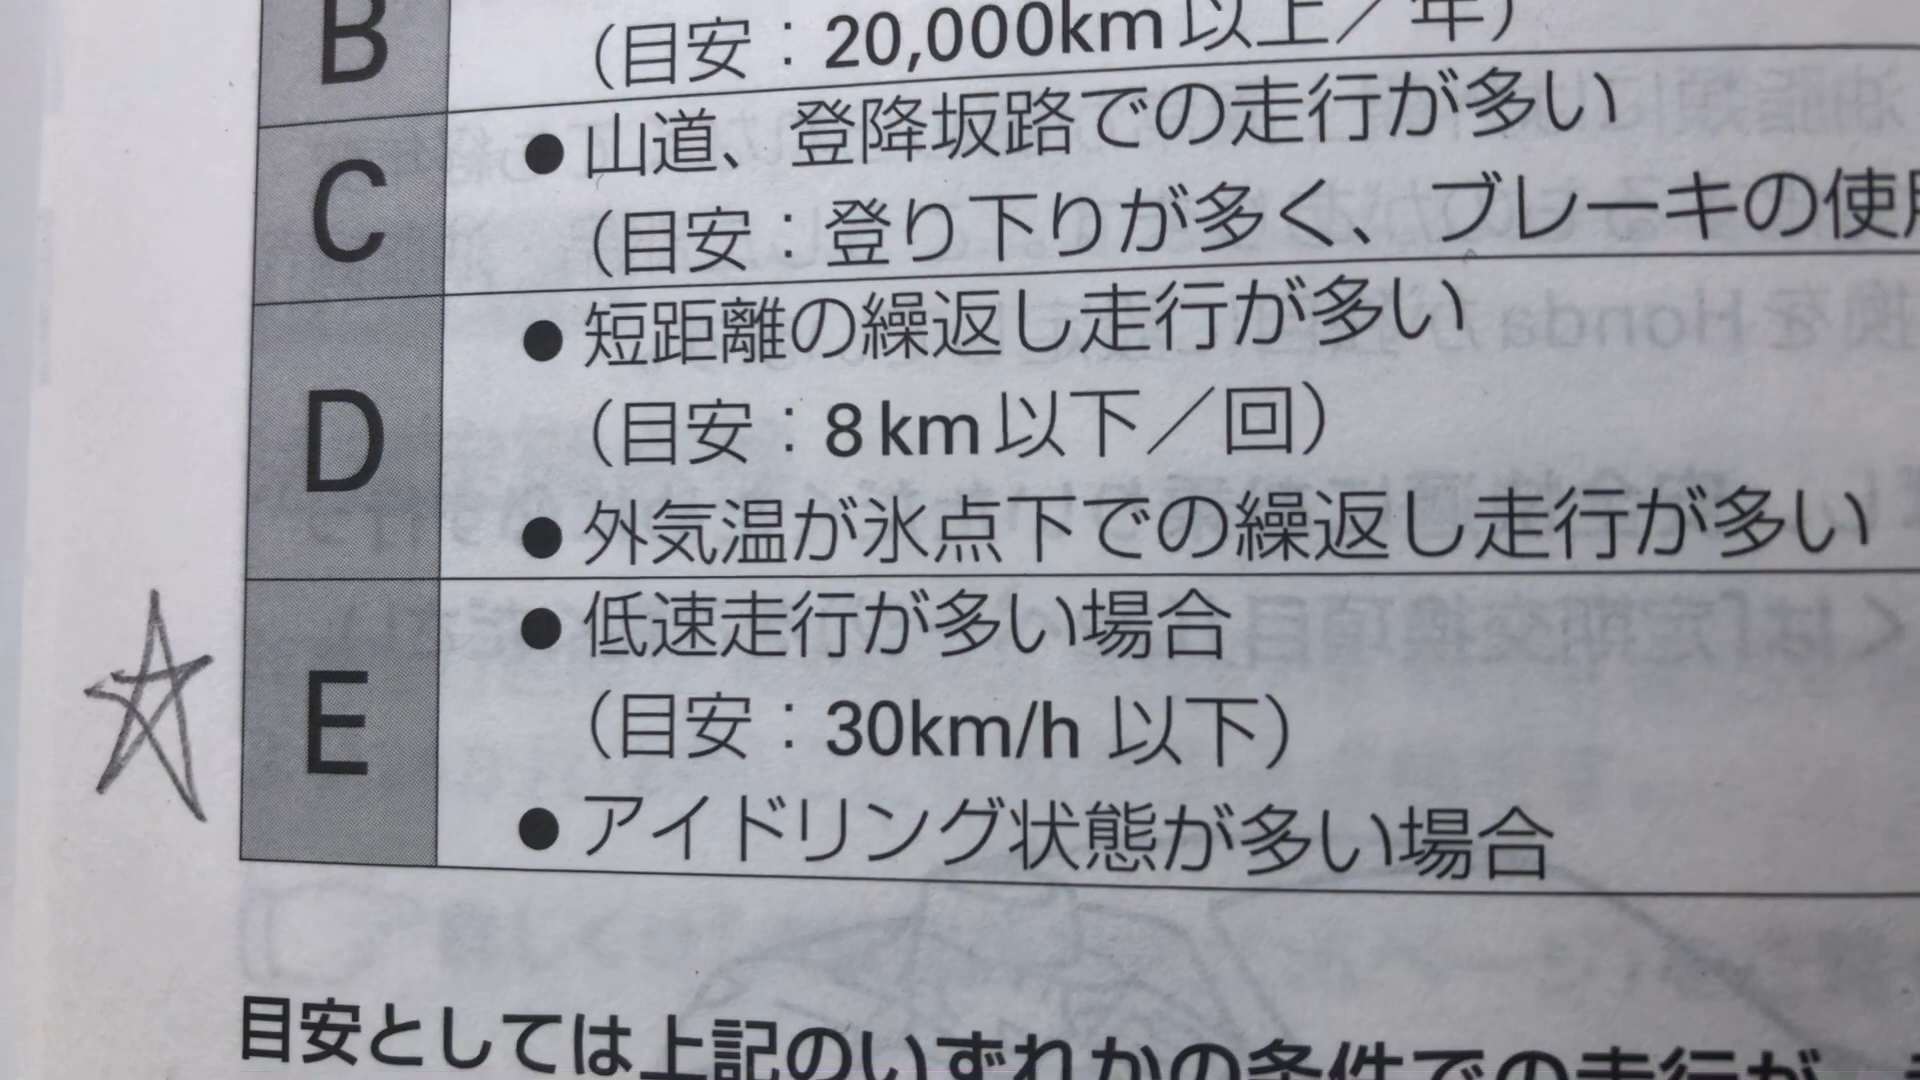 B
（目安：20,000km以上／年）
C
●山道、登降坂路での走行が多い
（目安：登り下りが多く、ブレーキの使用
D
●短距離の繰返し走行が多い
（目安：8km以下／回）
●外気温が氷点下での繰返し走行が多い
E
●低速走行が多い場合
（目安：30km/h 以下）
●アイドリング状態が多い場合
目安としては上記のいずれかの条件での走行が、